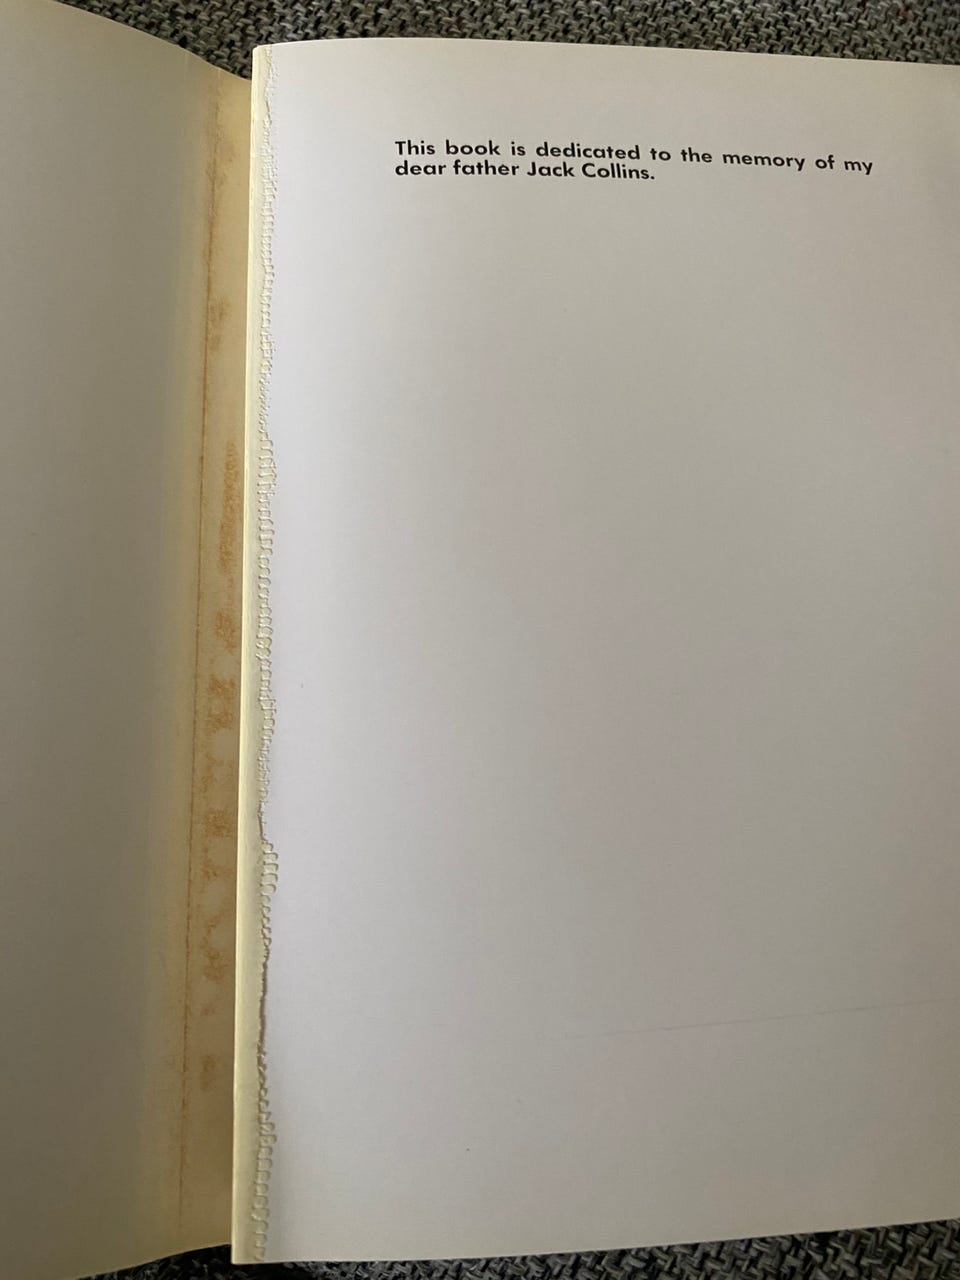 This book is dedicated to the memory of my
dear father Jack Collins.